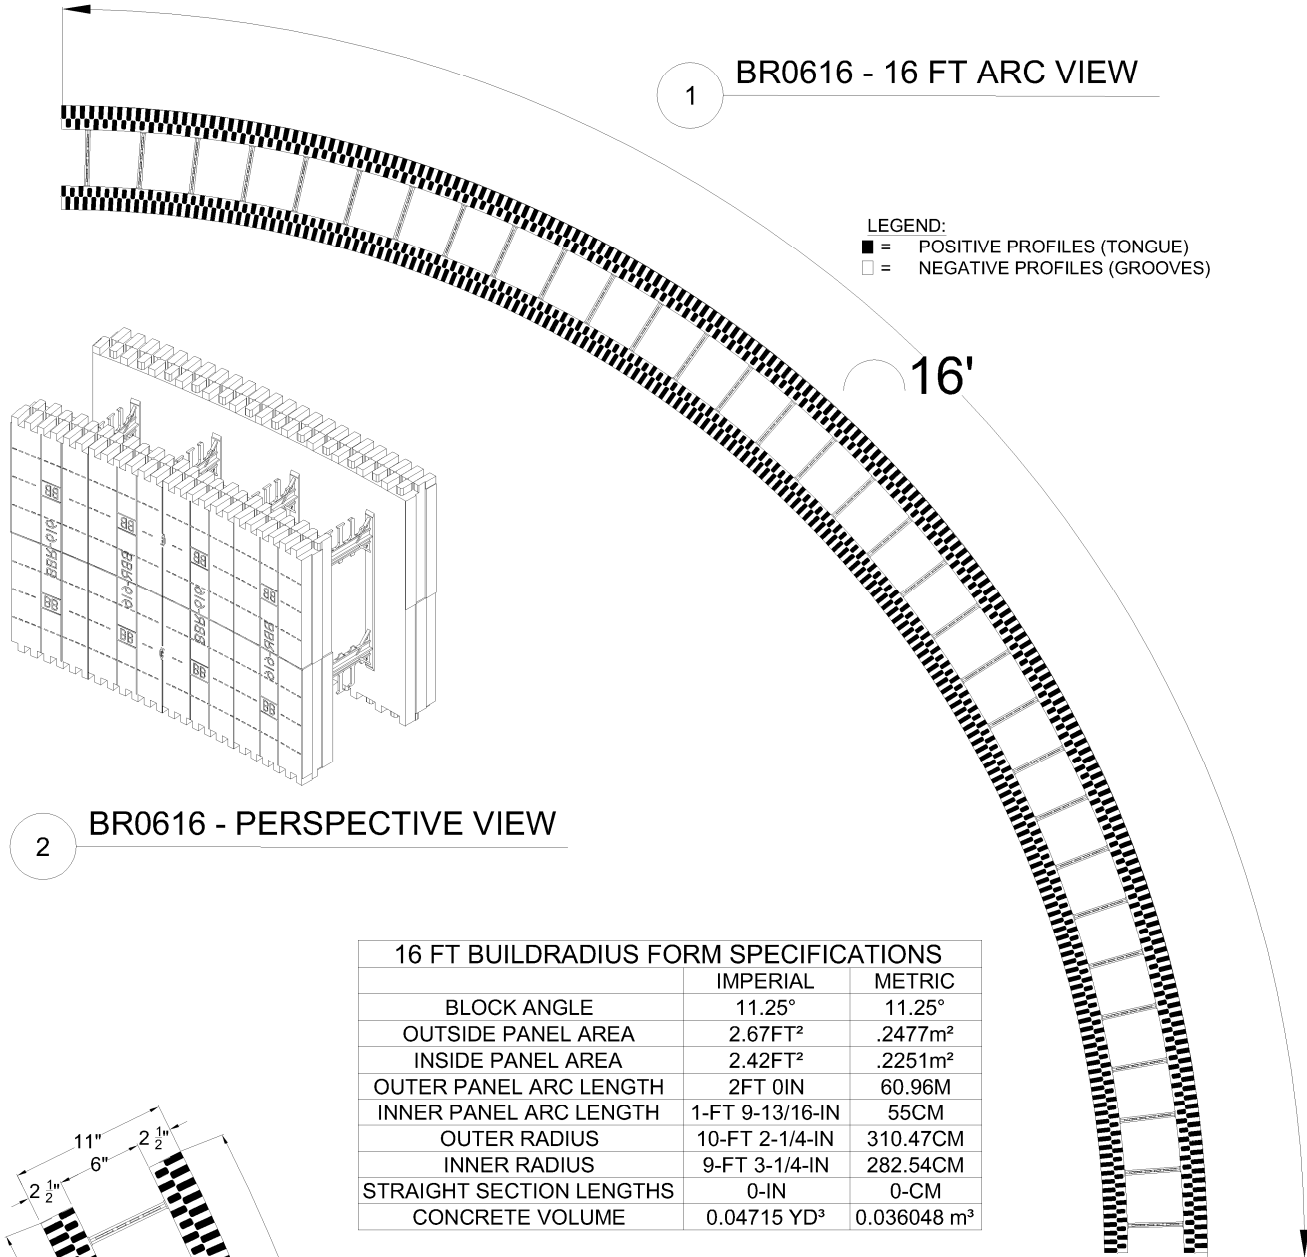 BR0616 - 16 FT ARC VIEW
1
LEGEND:
= POSITIVE PROFILES (TONGUE)
= NEGATIVE PROFILES (GROOVES)
16'
BR0616 - PERSPECTIVE VIEW
2
16 FT BUILDRADIUS FORM SPECIFICATIONS
IMPERIAL METRIC
BLOCK ANGLE 11.25° 11.25°
OUTSIDE PANEL AREA 2.67FT² .2477m²
INSIDE PANEL AREA 2.42FT² .2251m²
OUTER PANEL ARC LENGTH 2FT 0IN 60.96M
INNER PANEL ARC LENGTH 1-FT 9-13/16-IN 55CM
OUTER RADIUS 10-FT 2-1/4-IN 310.47CM
INNER RADIUS 9-FT 3-1/4-IN 282.54CM
STRAIGHT SECTION LENGTHS 0-IN 0-CM
CONCRETE VOLUME 0.04715 YD³ 0.036048 m³
11"
2 1/2"
6"
2 1/2"